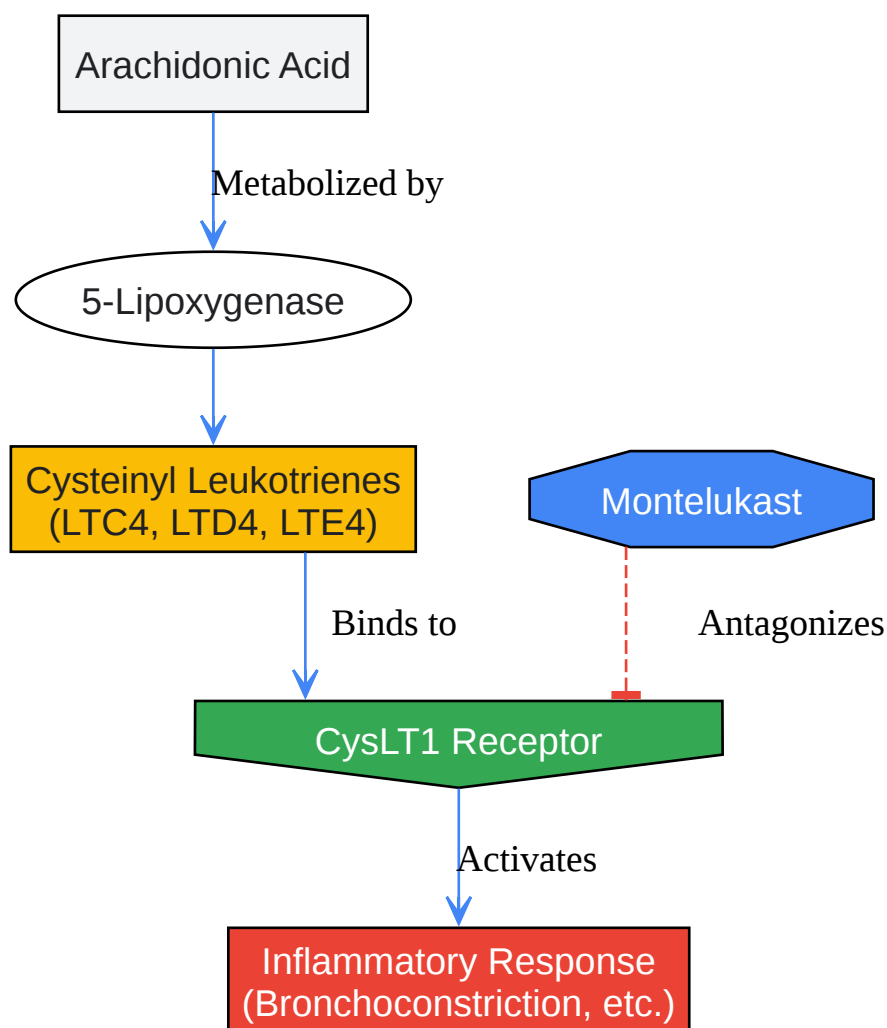 Arachidonic Acid
Metabolized by
5-Lipoxygenase
Cysteinyl Leukotrienes
(LTC4, LTD4, LTE4)
Montelukast
Binds to
Antagonizes
CysLT1 Receptor
Activates
Inflammatory Response
(Bronchoconstriction, etc.)